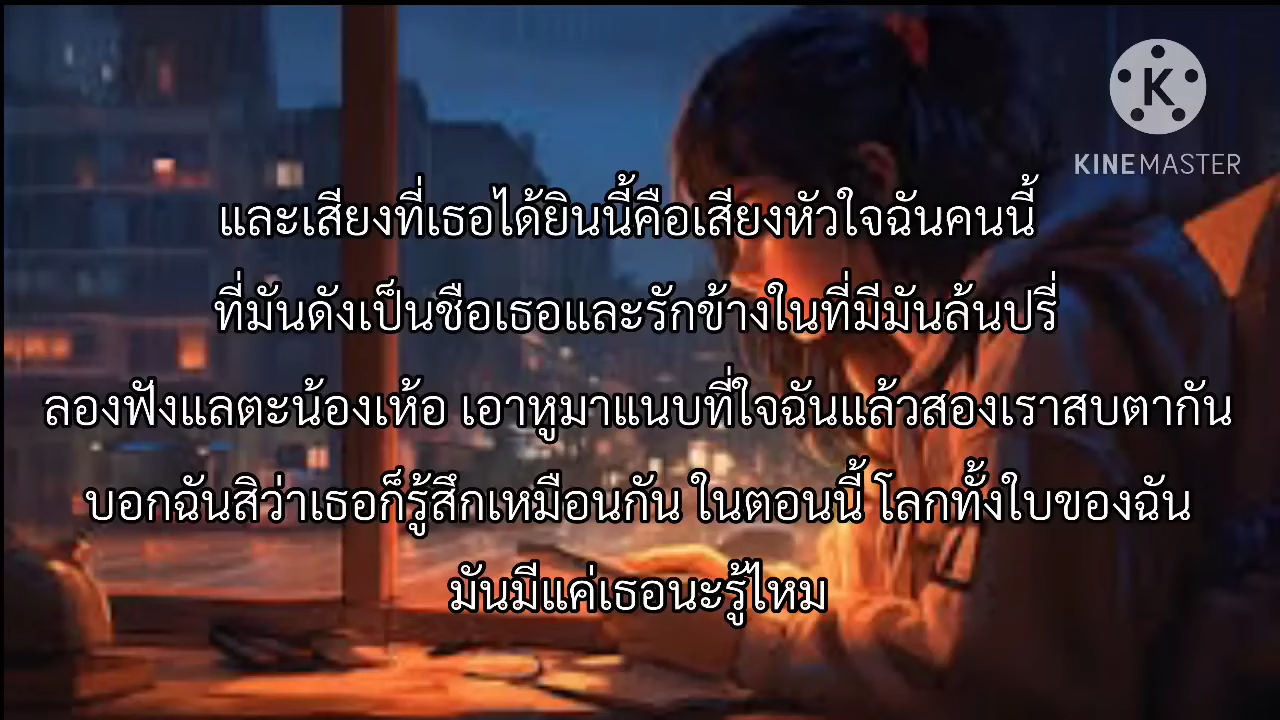 KINEMASTER
และเสียงที่เธอได้ยินนี้คือเสียงหัวใจฉันคนนี้
ที่มันดังเป็นชือเธอและรักข้างในที่มีมันล้นปรี่
ลองฟังแลตะน้องเห้อ เอาหูมาแนบที่ใจฉันแล้วสองเราสบตากัน
บอกฉันสิว่าเธอก็รู้สึกเหมือนกัน ในตอนนี้ โลกทั้งใบของฉัน
มันมีแค่เธอนะรู้ไหม